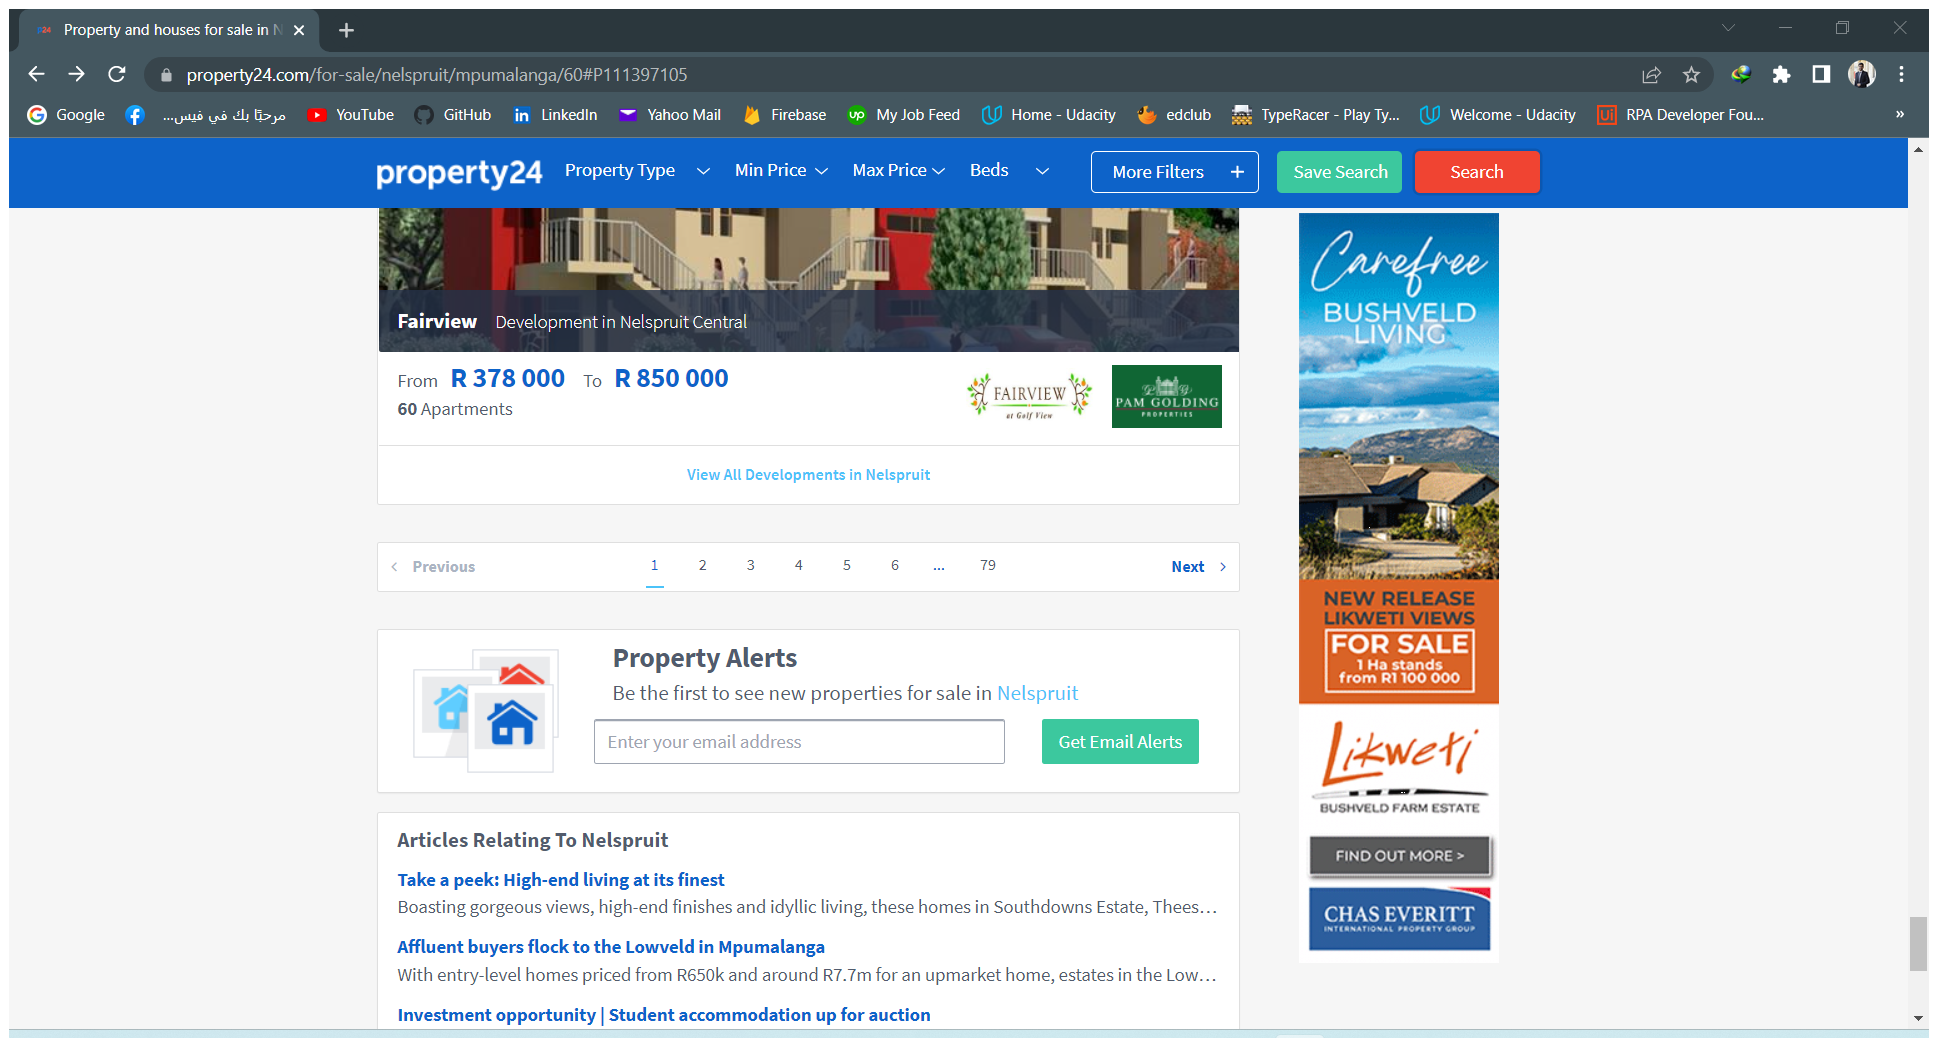 Property and houses for sale in N
property24.com/for-sale/nelspruit/mpumalanga/60#P111397105
Google
مرحبًا بك في فيس...
YouTube
GitHub
LinkedIn
Yahoo Mail
Firebase
My Job Feed
Home - Udacity
edclub
TypeRacer - Play Ty...
Welcome - Udacity
RPA Developer Fou...
»
property24
Property Type
Min Price
Max Price
Beds
More Filters +
Save Search
Search
Fairview Development in Nelspruit Central
From R 378 000 To R 850 000
60 Apartments
FAIRVIEW
at Golf View
PAM GOLDING
PROPERTIES
View All Developments in Nelspruit
Previous 1 2 3 4 5 6 ... 79 Next
Property Alerts
Be the first to see new properties for sale in Nelspruit
Enter your email address
Get Email Alerts
Articles Relating To Nelspruit
Take a peek: High-end living at its finest
Boasting gorgeous views, high-end finishes and idyllic living, these homes in Southdowns Estate, Thees...
Affluent buyers flock to the Lowveld in Mpumalanga
With entry-level homes priced from R650k and around R7.7m for an upmarket home, estates in the Low...
Investment opportunity | Student accommodation up for auction
Carefree
BUSHVELD
LIVING
NEW RELEASE
LIKWETI VIEWS
FOR SALE
1 Ha stands
from R1 100 000
Likweti
BUSHVELD FARM ESTATE
FIND OUT MORE >
CHAS EVERITT
INTERNATIONAL PROPERTY GROUP